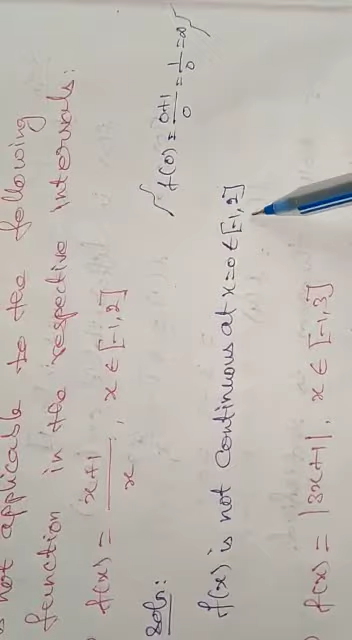 not applicable to the following
function in the respective intervals:
f(x) = x+1/x, x ∈ [-1, 2]
Soln:
{f(0) = 0+1/0 = 1/0 = ∞}
f(x) is not continuous at x=0 ∈ [-1, 2]
f(x) = |3x+1|, x ∈ [-1, 3]